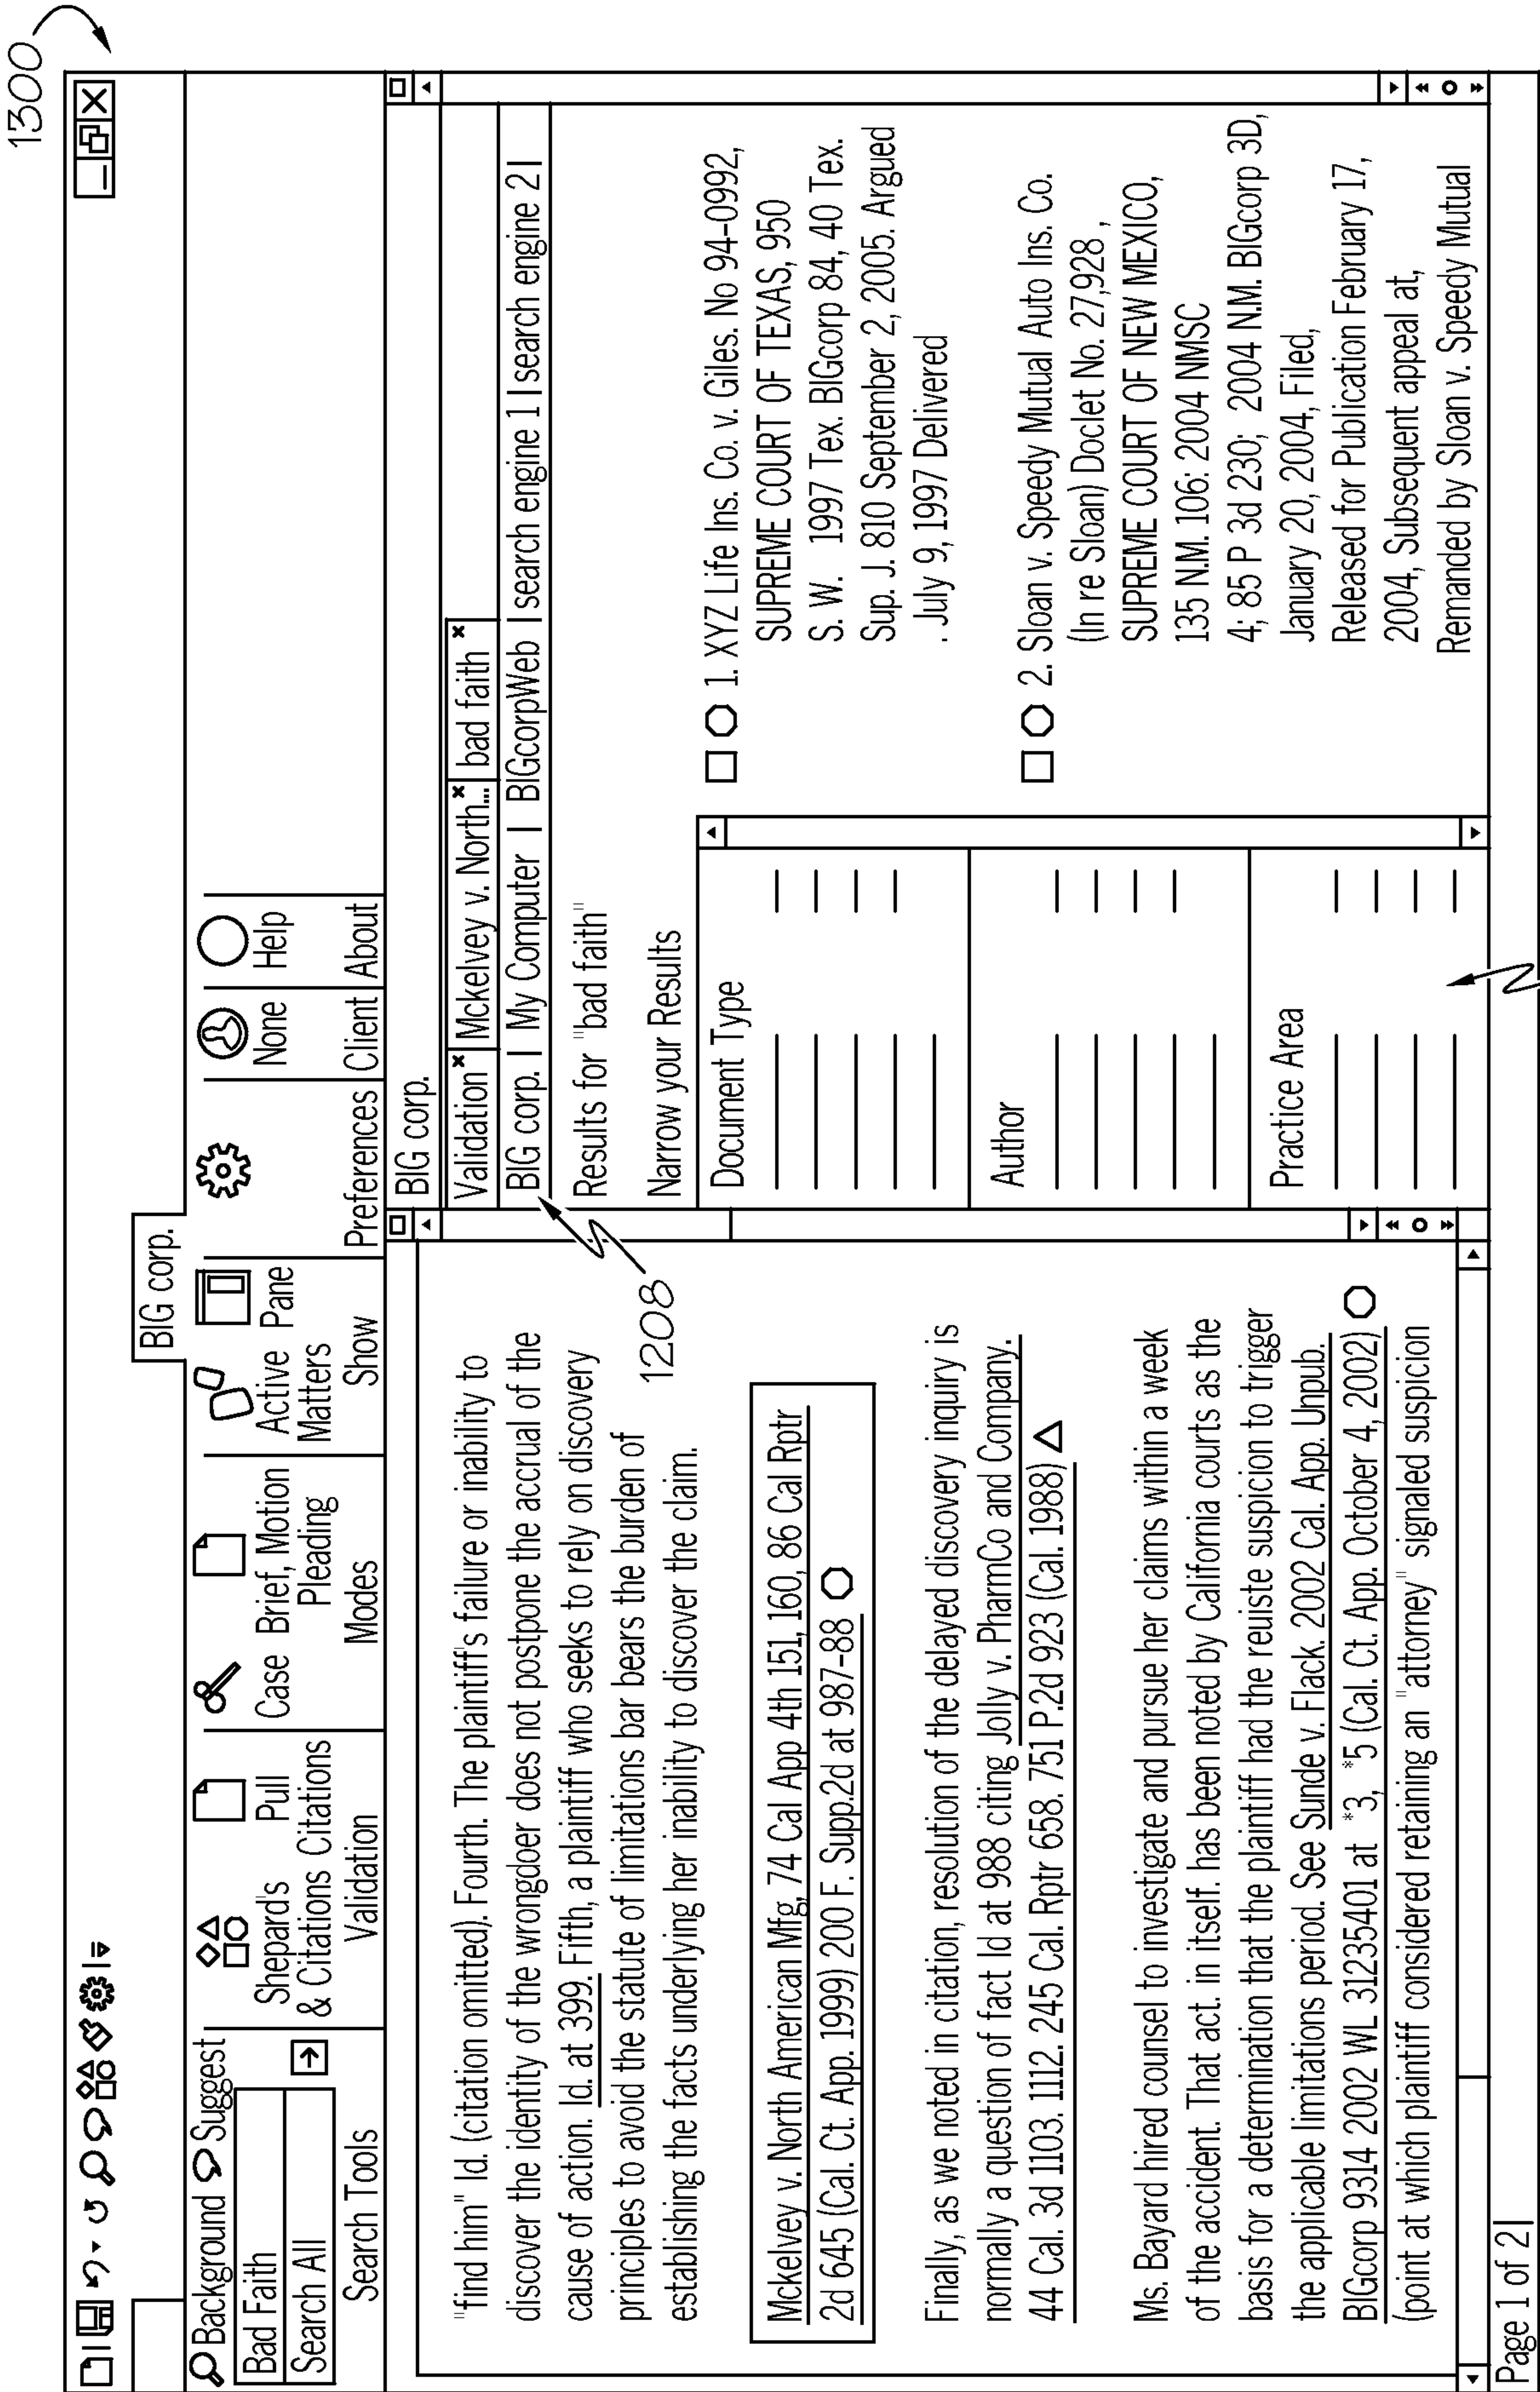 1300
BIG corp.
Background Suggest
Bad Faith
Search All
Search Tools
Shepard's
& Citations
Pull
Citations
Validation
Case
Brief, Motion
Pleading
Modes
Active
Matters
Pane
Show
Preferences
None
Client
Help
About
"find him" Id. (citation omitted). Fourth. The plaintiff's failure or inability to
discover the identity of the wrongdoer does not postpone the accrual of the
cause of action. Id. at 399. Fifth, a plaintiff who seeks to rely on discovery
principles to avoid the statute of limitations bar bears the burden of
establishing the facts underlying her inability to discover the claim.
1208
Mckelvey v. North American Mfg, 74 Cal App 4th 151, 160, 86 Cal Rptr
2d 645 (Cal. Ct. App. 1999) 200 F. Supp.2d at 987-88
Finally, as we noted in citation, resolution of the delayed discovery inquiry is
normally a question of fact Id at 988 citing Jolly v. PharmCo and Company.
44 Cal. 3d 1103. 1112. 245 Cal. Rptr 658. 751 P.2d 923 (Cal. 1988)
Ms. Bayard hired counsel to investigate and pursue her claims within a week
of the accident. That act. in itself. has been noted by California courts as the
basis for a determination that the plaintiff had the reuiste suspicion to trigger
the applicable limitations period. See Sunde v. Flack. 2002 Cal. App. Unpub.
BIGcorp 9314 2002 WL 31235401 at *3, *5 (Cal. Ct. App. October 4, 2002)
(point at which plaintiff considered retaining an "attorney" signaled suspicion
BIG corp.
Validation x Mckelvey v. North... x bad faith x
BIG corp. | My Computer | BIGcorpWeb | search engine 1 | search engine 2 |
Results for "bad faith"
Narrow your Results
Document Type
Author
Practice Area
1. XYZ Life Ins. Co. v. Giles. No 94-0992,
SUPREME COURT OF TEXAS, 950
S. W. 1997 Tex. BIGcorp 84, 40 Tex.
Sup. J. 810 September 2, 2005. Argued
. July 9, 1997 Delivered
2. Sloan v. Speedy Mutual Auto Ins. Co.
(In re Sloan) Doclet No. 27,928 ,
SUPREME COURT OF NEW MEXICO,
135 N.M. 106: 2004 NMSC
4; 85 P 3d 230; 2004 N.M. BIGcorp 3D,
January 20, 2004, Filed,
Released for Publication February 17,
2004, Subsequent appeal at,
Remanded by Sloan v. Speedy Mutual
Page 1 of 2|